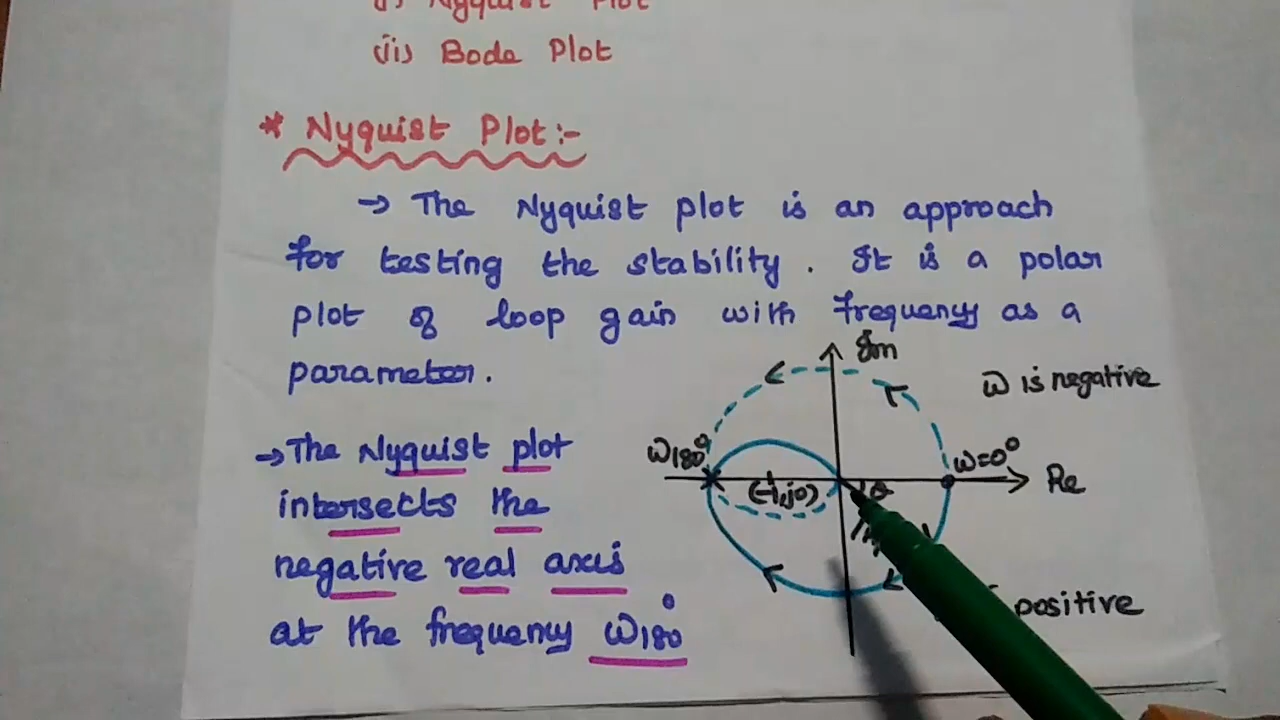 (i) Nyquist Plot
(ii) Bode Plot
* Nyquist Plot:-
→ The Nyquist plot is an approach
for testing the stability. It is a polar
plot of loop gain with frequency as a
parameter.
Im
ω is negative
→ The Nyquist plot
ω180°
ω=0°
Re
intersects the
(-1,j0)
θ
negative real axis
positive
at the frequency ω180°